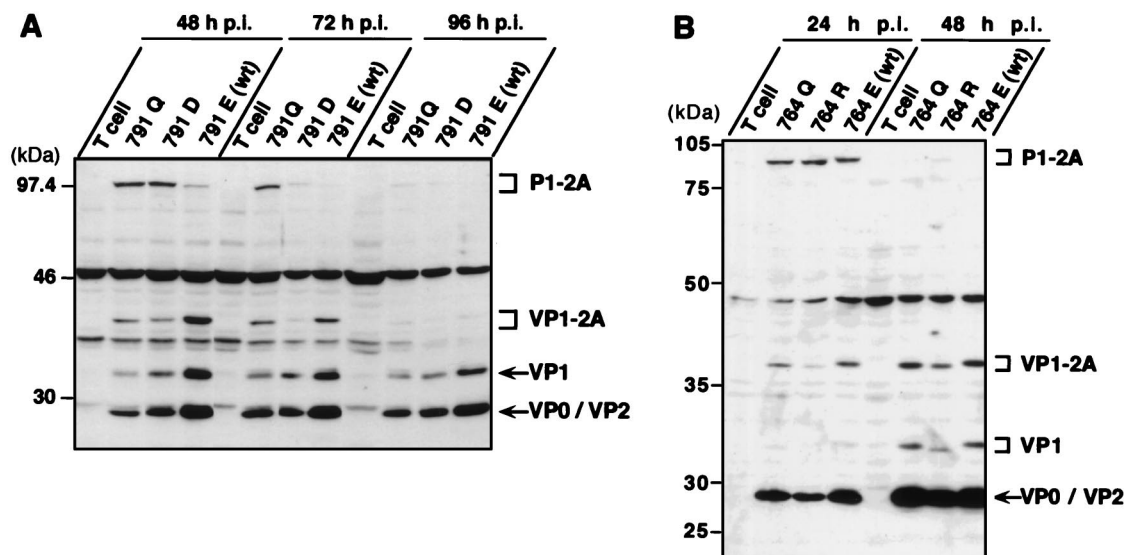 A
48 h p.i. 72 h p.i. 96 h p.i.
T cell 791 Q 791 D 791 E (wt) T cell 791Q 791 D 791 E (wt) T cell 791Q 791 D 791 E (wt)
(kDa)
97.4
46
30
P1-2A
VP1-2A
VP1
VP0 / VP2
B
24 h p.i. 48 h p.i.
T cell 764 Q 764 R 764 E (wt) T cell 764 Q 764 R 764 E (wt)
(kDa)
105
75
50
35
30
25
P1-2A
VP1-2A
VP1
VP0 / VP2